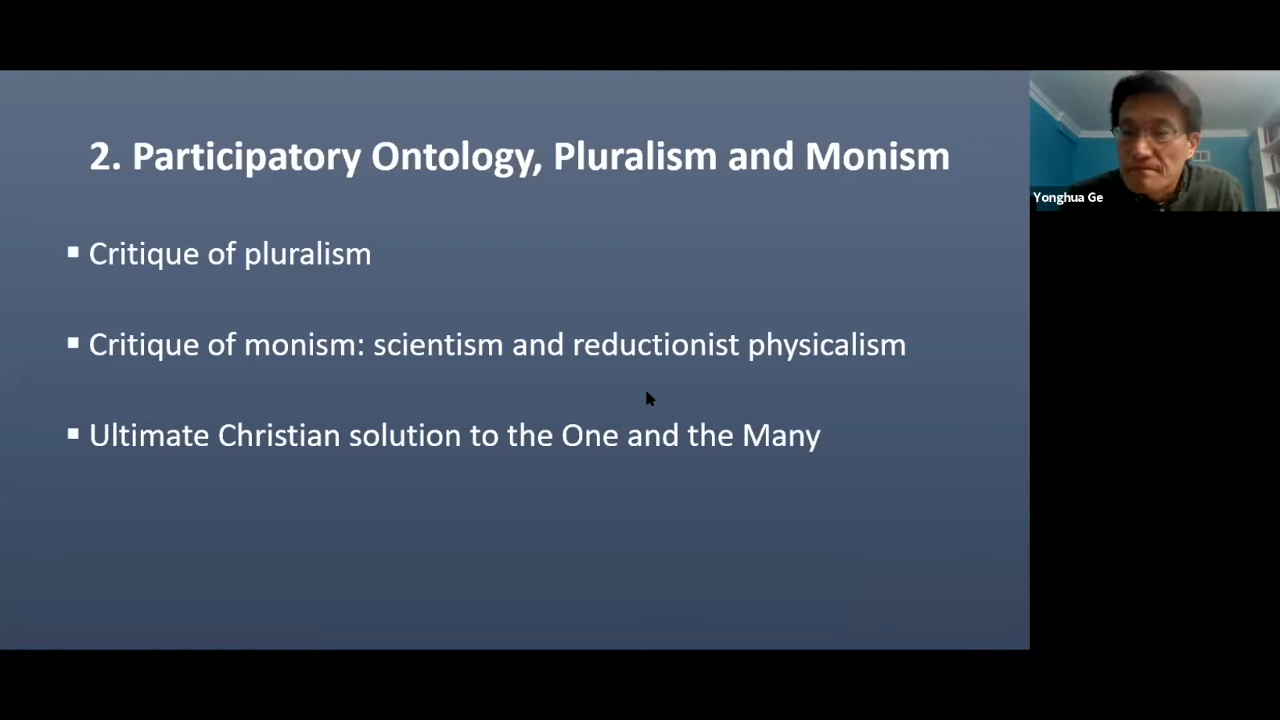 2. Participatory Ontology, Pluralism and Monism
▪ Critique of pluralism
▪ Critique of monism: scientism and reductionist physicalism
▪ Ultimate Christian solution to the One and the Many
Yonghua Ge